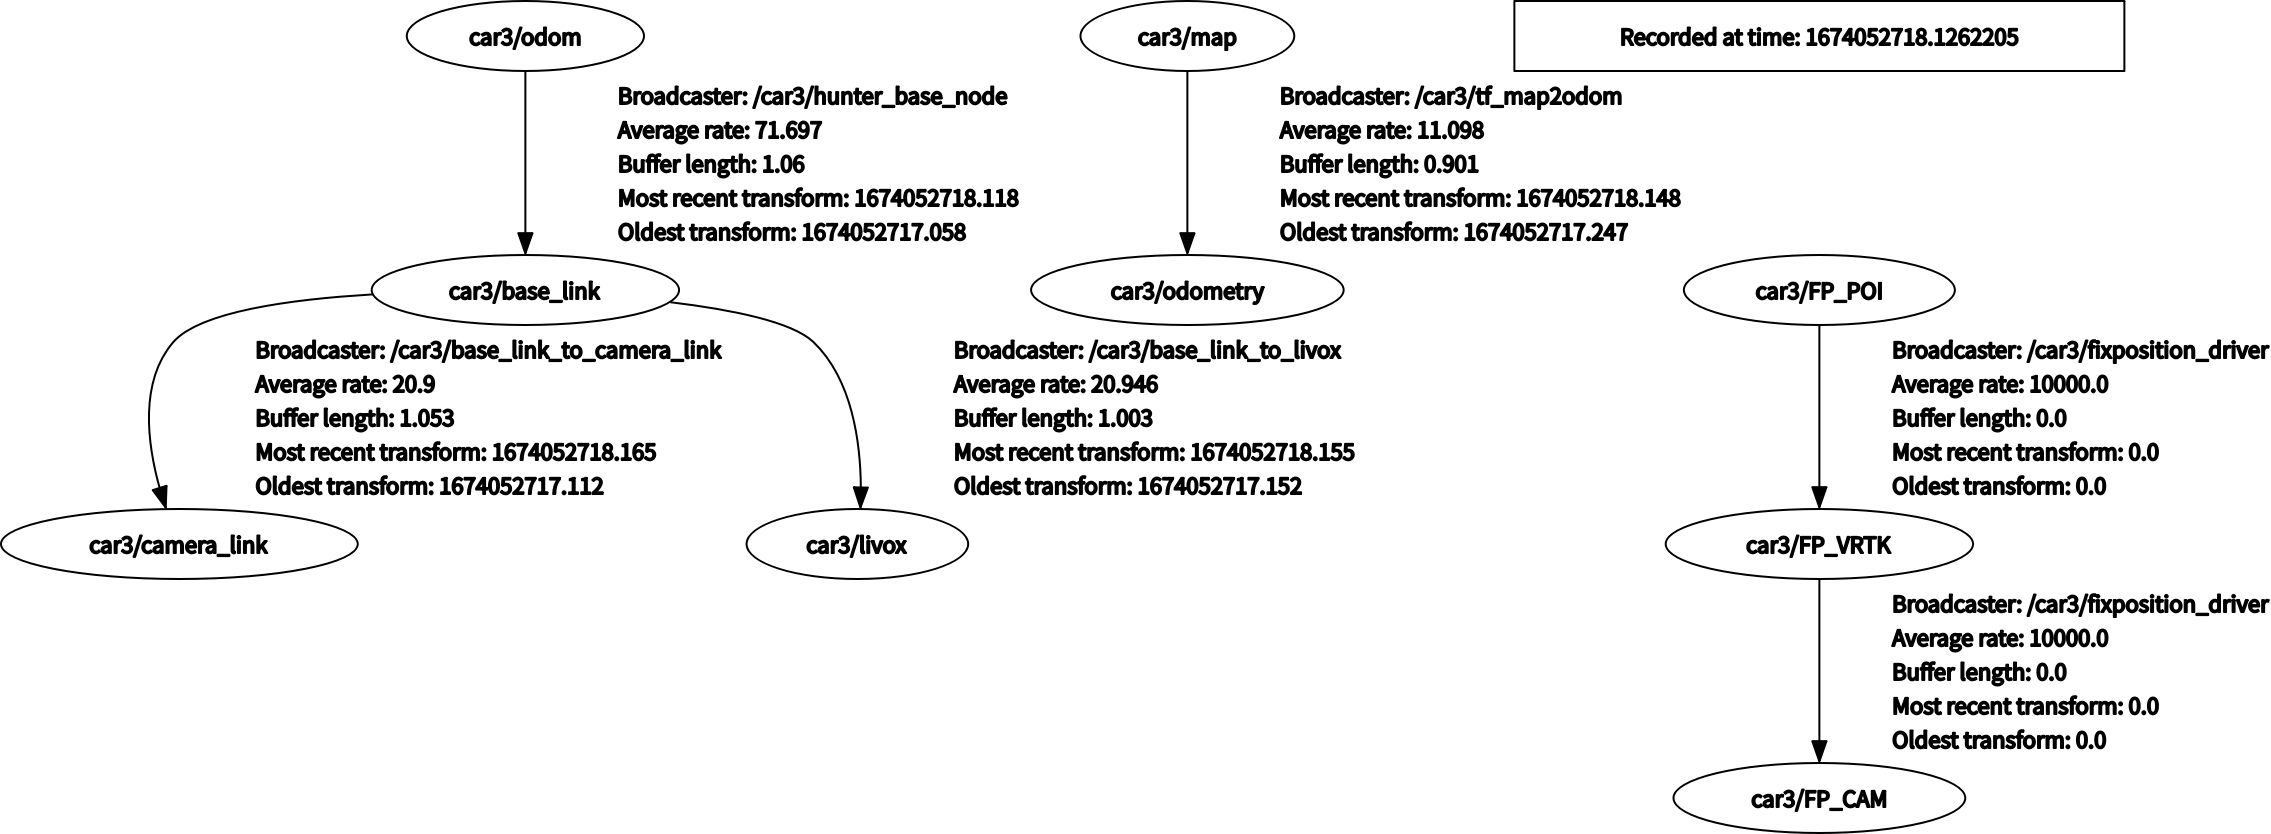 car3/odom
car3/map
Recorded at time: 1674052718.1262205
Broadcaster: /car3/hunter_base_node
Average rate: 71.697
Buffer length: 1.06
Most recent transform: 1674052718.118
Oldest transform: 1674052717.058
Broadcaster: /car3/tf_map2odom
Average rate: 11.098
Buffer length: 0.901
Most recent transform: 1674052718.148
Oldest transform: 1674052717.247
car3/base_link
car3/odometry
car3/FP_POI
Broadcaster: /car3/base_link_to_camera_link
Average rate: 20.9
Buffer length: 1.053
Most recent transform: 1674052718.165
Oldest transform: 1674052717.112
Broadcaster: /car3/base_link_to_livox
Average rate: 20.946
Buffer length: 1.003
Most recent transform: 1674052718.155
Oldest transform: 1674052717.152
Broadcaster: /car3/fixposition_driver
Average rate: 10000.0
Buffer length: 0.0
Most recent transform: 0.0
Oldest transform: 0.0
car3/camera_link
car3/livox
car3/FP_VRTK
Broadcaster: /car3/fixposition_driver
Average rate: 10000.0
Buffer length: 0.0
Most recent transform: 0.0
Oldest transform: 0.0
car3/FP_CAM